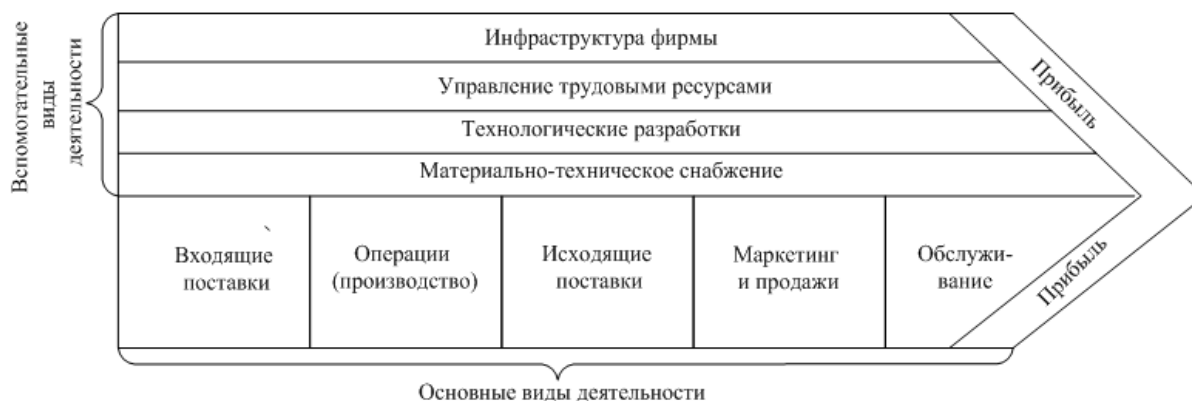 Вспомогательные
виды
деятельности
Инфраструктура фирмы
Управление трудовыми ресурсами
Технологические разработки
Материально-техническое снабжение
Прибыль
Входящие
поставки
Операции
(производство)
Исходящие
поставки
Маркетинг
и продажи
Обслужи-
вание
Прибыль
Основные виды деятельности